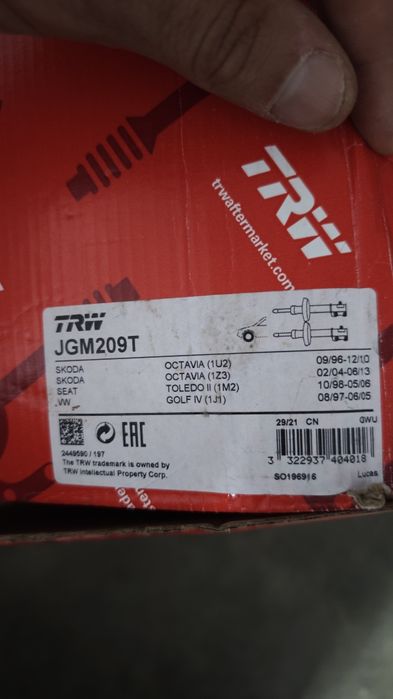 TRW
trwaftermarket.com
TRW
JGM209T
SKODA OCTAVIA (1U2) 09/96-12/10
SKODA OCTAVIA (1Z3) 02/04-06/13
SEAT TOLEDO II (1M2) 10/98-05/06
VW GOLF IV (1J1) 08/97-06/05
EAC
29/21 CN GWU
2449590 / 197
The TRW trademark is owned by
TRW Intellectual Property Corp.
3 322937 404018
SO196916 Lucas